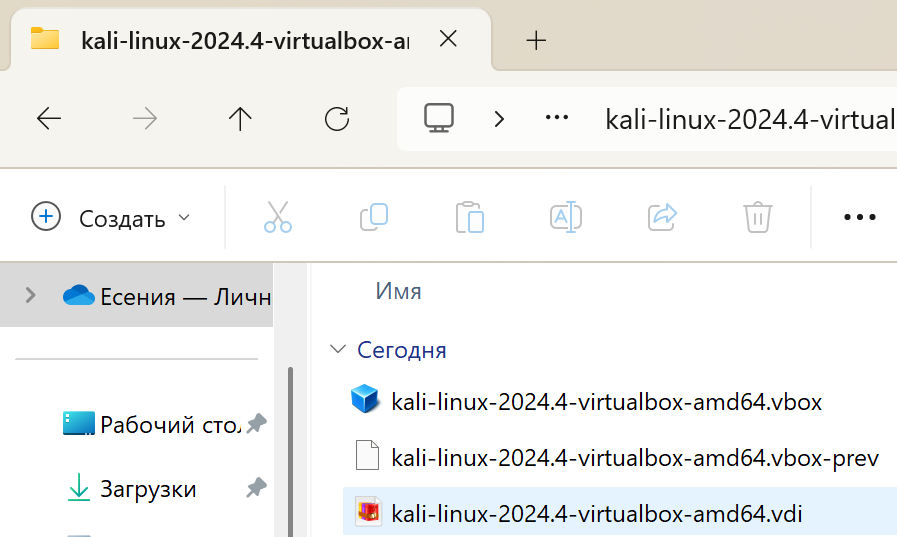 kali-linux-2024.4-virtualbox-ar
kali-linux-2024.4-virtual
Создать
Есения — Личн
Имя
Сегодня
kali-linux-2024.4-virtualbox-amd64.vbox
Рабочий стол
kali-linux-2024.4-virtualbox-amd64.vbox-prev
Загрузки
kali-linux-2024.4-virtualbox-amd64.vdi